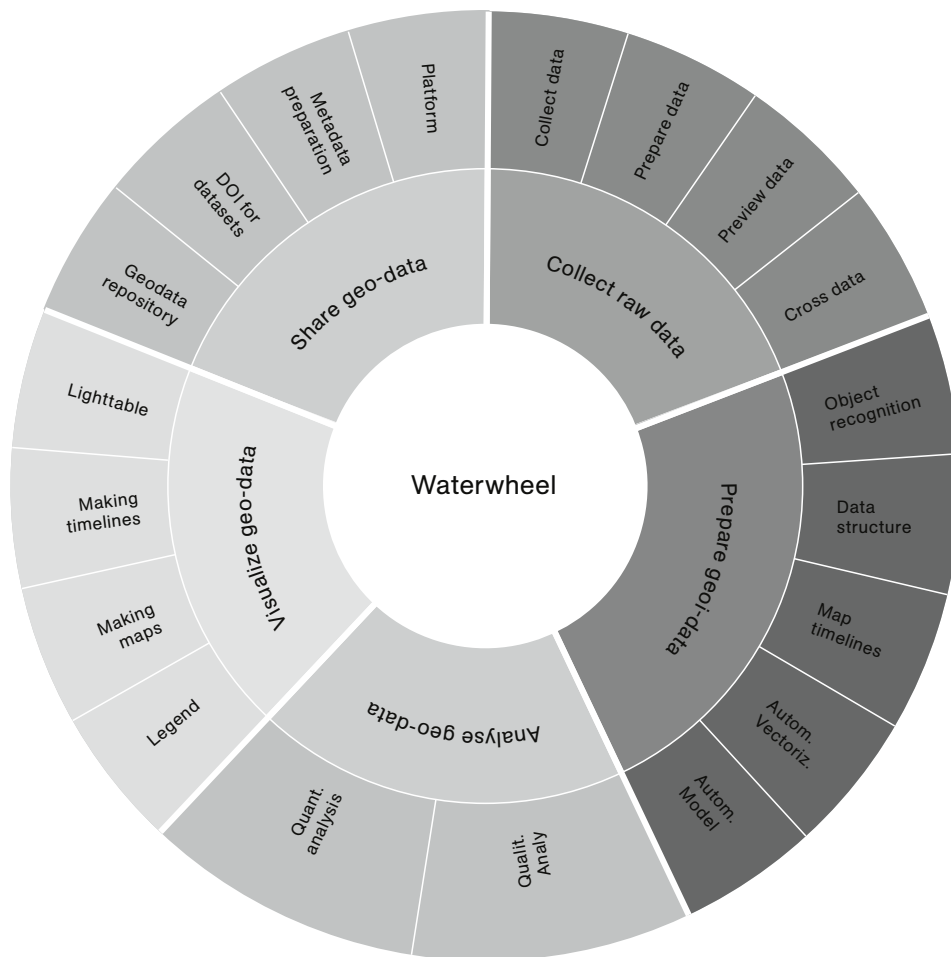 Waterwheel
Collect raw data
Collect data
Prepare data
Preview data
Cross data
Prepare geoi-data
Object
recognition
Data
structure
Map
timelines
Autom.
Vectoriz.
Autom.
Model
Analyse geo-data
Qualit.
Analy
Quant.
analysis
Visualize geo-data
Legend
Making
maps
Making
timelines
Lighttable
Share geo-data
Geodata
repository
DOI for
datasets
Metadata
preparation
Platform